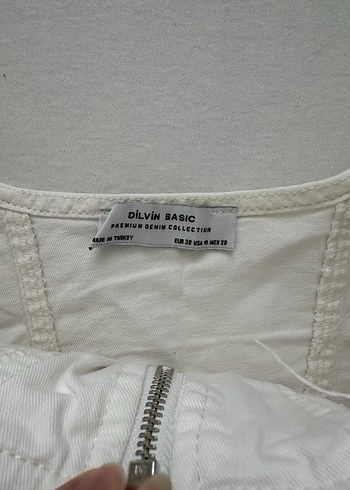 DİLVİN BASIC
PREMIUM DENIM COLLECTION
MADE IN TURKEY
EUR 38 USA 6 MEX 28